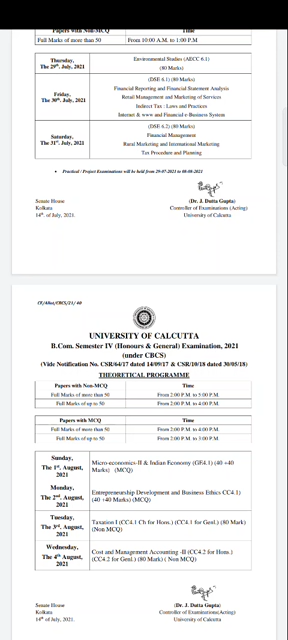 Papers with Non-MCQ Time
Full Marks of more than 50 From 10:00 A.M. to 1:00 P.M
Thursday, Environmental Studies (AECC 6.1)
The 29th. July, 2021 (80 Marks)
(DSE 6.1) (80 Marks)
Financial Reporting and Financial Statement Analysis
Friday, Retail Management and Marketing of Services
The 30th. July, 2021 Indirect Tax : Laws and Practices
Internet & www and Financial e-Business System
(DSE 6.2) (80 Marks)
Saturday, Financial Management
The 31st. July, 2021 Rural Marketing and International Marketing
Tax Procedure and Planning
• Practical / Project Examinations will be held from 29-07-2021 to 08-08-2021
Senate House (Dr. J. Dutta Gupta)
Kolkata Controller of Examinations (Acting)
14th. of July, 2021. University of Calcutta
UNIVERSITY OF CALCUTTA
B.Com. Semester IV (Honours & General) Examination, 2021
(under CBCS)
(Vide Notification No. CSR/64/17 dated 14/09/17 & CSR/10/18 dated 30/05/18)
THEORETICAL PROGRAMME
Papers with Non-MCQ Time
Full Marks of more than 50 From 2:00 P.M. to 5:00 P.M.
Full Marks of up to 50 From 2:00 P.M. to 4:00 P.M.
Papers with MCQ Time
Full Marks of more than 50 From 2:00 P.M. to 4:00 P.M.
Full Marks of up to 50 From 2:00 P.M. to 3:00 P.M.
Sunday,
The 1st. August, Micro-economics-II & Indian Economy (GE4.1) (40 +40
2021 Marks) (MCQ)
Monday,
The 2nd. August, Entrepreneurship Development and Business Ethics CC4.1)
2021 (40 +40 Marks) (MCQ)
Tuesday,
The 3rd. August, Taxation I (CC4.1 Ch for Hons.) (CC4.1 for Genl.) (80 Mark)
2021 (Non MCQ)
Wednesday,
The 4th August, Cost and Management Accounting -II (CC4.2 for Hons.)
2021 (CC4.2 for Genl.) (80 Mark) ( Non MCQ)
Senate House (Dr. J. Dutta Gupta)
Kolkata Controller of Examinations(Acting)
14th of July, 2021. University of Calcutta